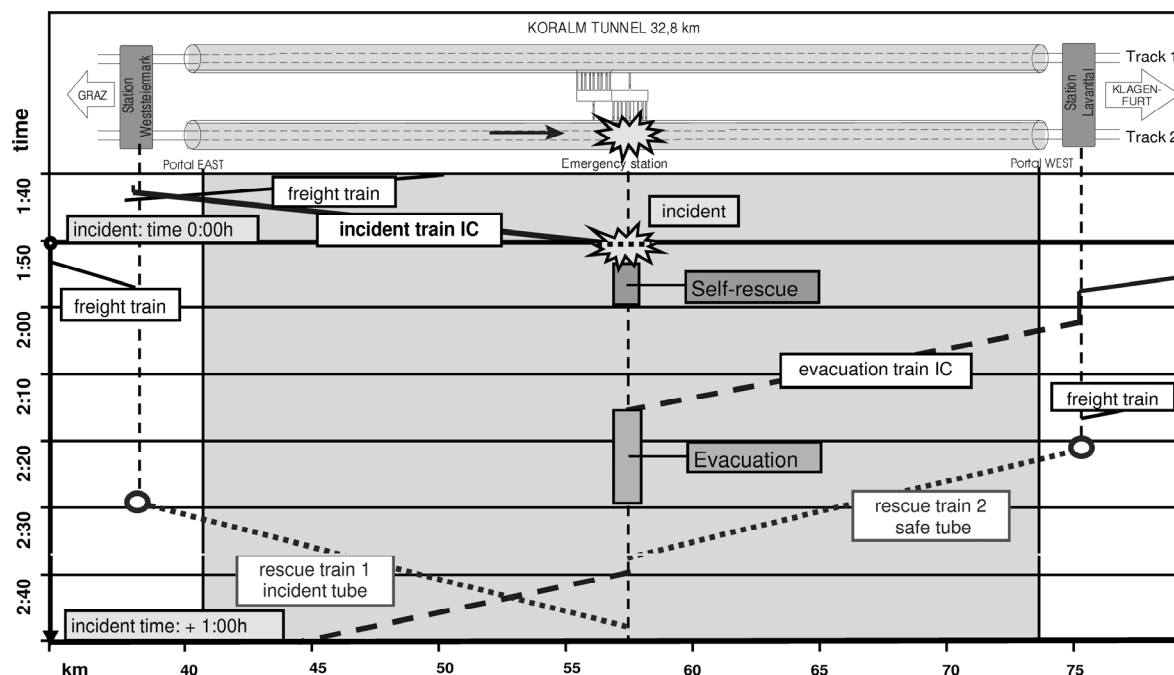 KORALM TUNNEL 32,8 km
Track 1
GRAZ
Station
Weststeiermark
Station
Lavanttal
KLAGEN-
FURT
Track 2
time
Portal EAST
Emergency station
Portal WEST
1:40
freight train
incident
incident train IC
incident: time 0:00h
1:50
Self-rescue
freight train
2:00
evacuation train IC
2:10
freight train
2:20
Evacuation
2:30
rescue train 2
safe tube
rescue train 1
incident tube
2:40
incident time: + 1:00h
km
40
45
50
55
60
65
70
75